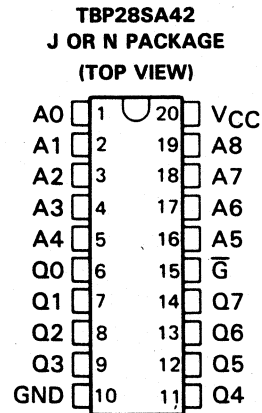 TBP28SA42
J OR N PACKAGE
(TOP VIEW)
A0 1 20 VCC
A1 2 19 A8
A2 3 18 A7
A3 4 17 A6
A4 5 16 A5
Q0 6 15 G̅
Q1 7 14 Q7
Q2 8 13 Q6
Q3 9 12 Q5
GND 10 11 Q4